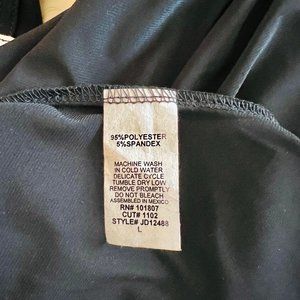 95%POLYESTER
5%SPANDEX
MACHINE WASH
IN COLD WATER
DELICATE CYCLE
TUMBLE DRY LOW
REMOVE PROMPTLY
DO NOT BLEACH
ASSEMBLED IN MEXICO
RN# 101807
CUT# 1102
STYLE# JD12488
L